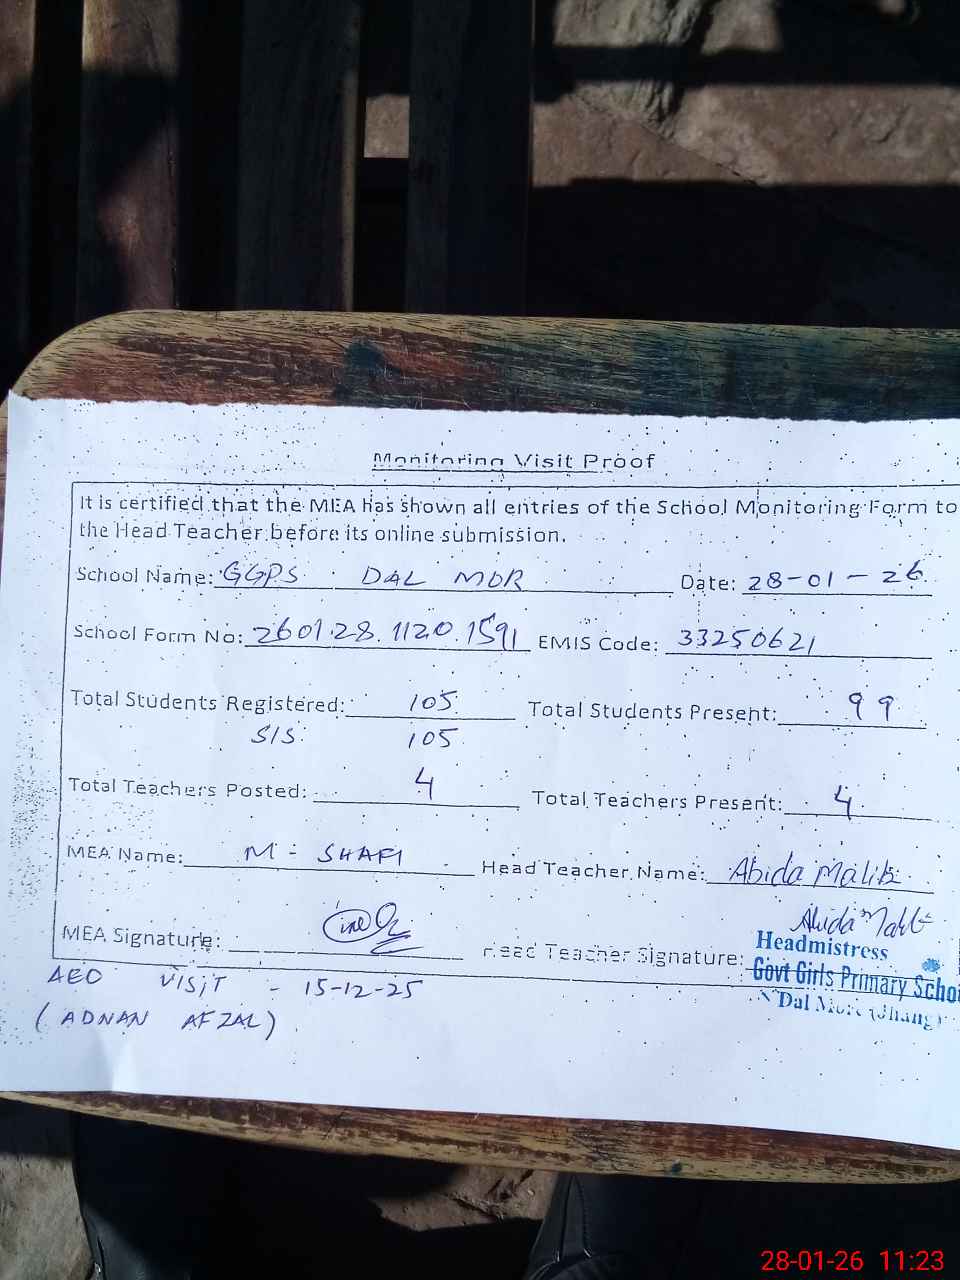 Monitoring Visit Proof
It is certified that the MEA has shown all entries of the School Monitoring Form to
the Head Teacher before its online submission.
School Name: GGPS DAL MOR Date: 28-01-26
School Form No: 260128.1120.1591 EMIS Code: 33250621
Total Students Registered: 105 Total Students Present: 99
SIS: 105
Total Teachers Posted: 4 Total Teachers Present: 4
MEA Name: M-SHAFI Head Teacher Name: Abida Malik
MEA Signature: Head Teacher Signature: Abida Malik
Headmistress
Govt Girls Primary Schoo
Dal More (Jhang)
AEO VISIT - 15-12-25
(ADNAN AFZAL)
28-01-26 11:23